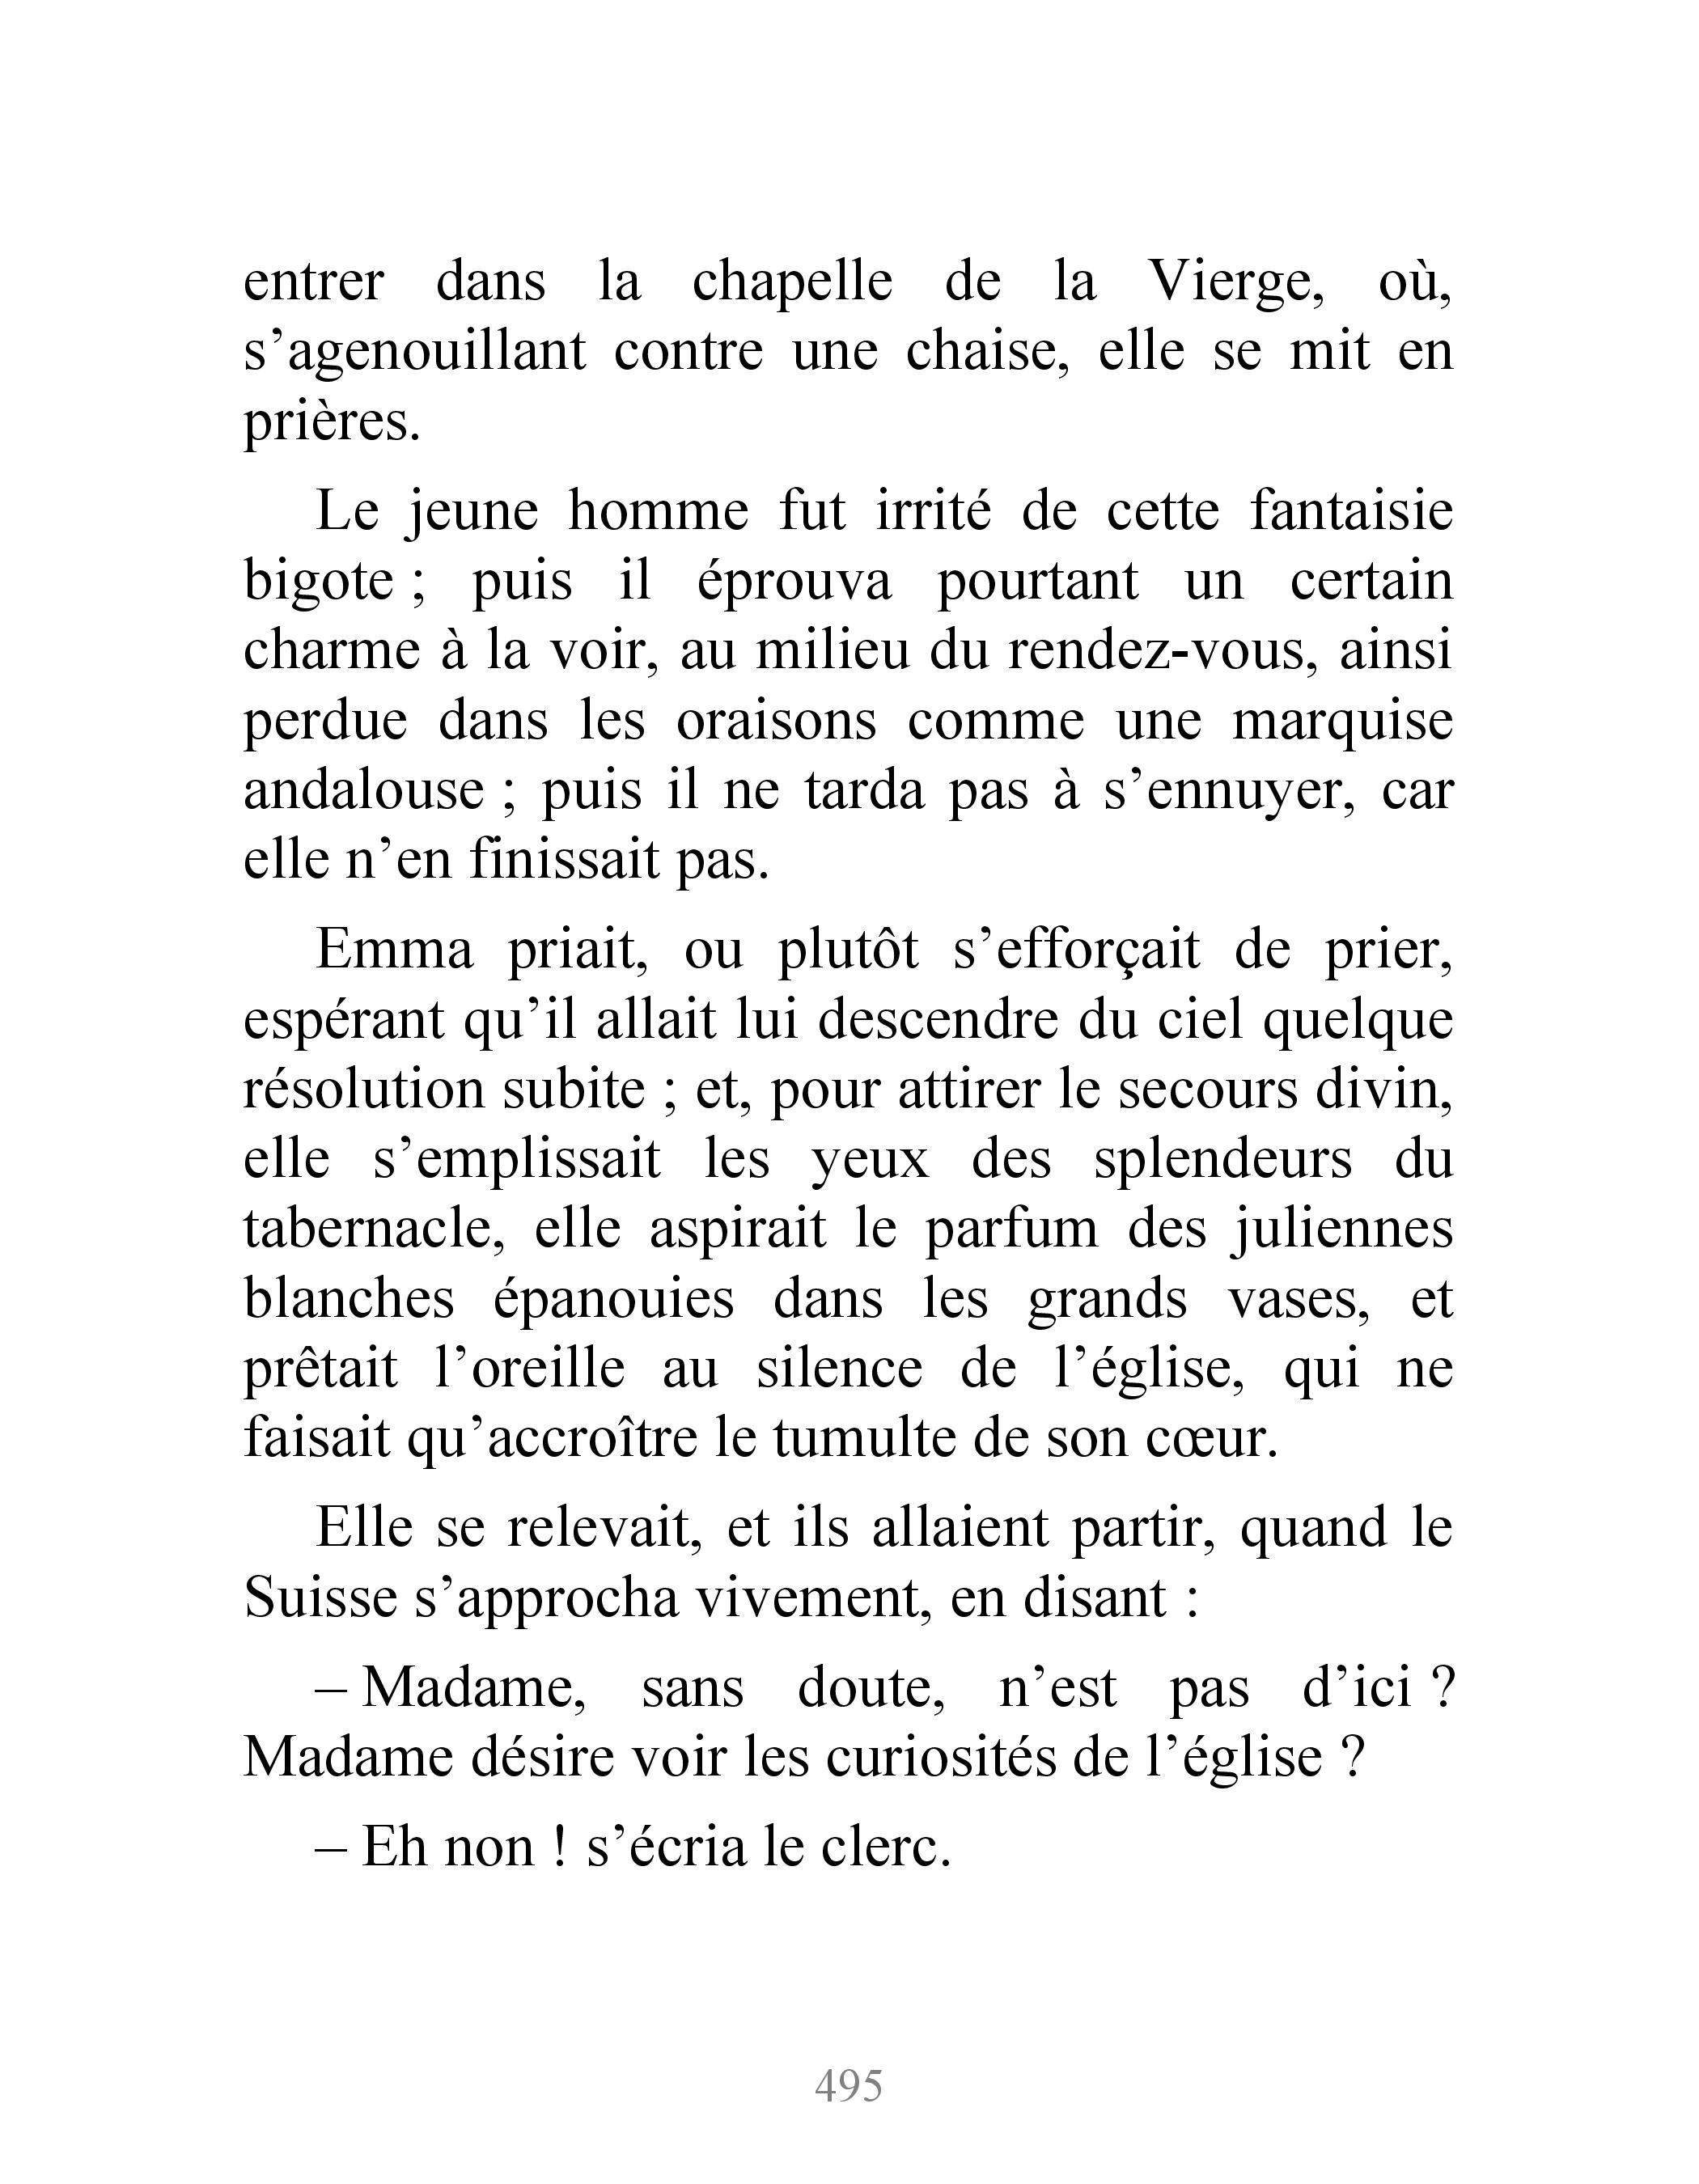 entrer dans la chapelle de la Vierge, où,
s’agenouillant contre une chaise, elle se mit en
prières.
Le jeune homme fut irrité de cette fantaisie
bigote ; puis il éprouva pourtant un certain
charme à la voir, au milieu du rendez-vous, ainsi
perdue dans les oraisons comme une marquise
andalouse ; puis il ne tarda pas à s’ennuyer, car
elle n’en finissait pas.
Emma priait, ou plutôt s’efforçait de prier,
espérant qu’il allait lui descendre du ciel quelque
résolution subite ; et, pour attirer le secours divin,
elle s’emplissait les yeux des splendeurs du
tabernacle, elle aspirait le parfum des juliennes
blanches épanouies dans les grands vases, et
prêtait l’oreille au silence de l’église, qui ne
faisait qu’accroître le tumulte de son cœur.
Elle se relevait, et ils allaient partir, quand le
Suisse s’approcha vivement, en disant :
– Madame, sans doute, n’est pas d’ici ?
Madame désire voir les curiosités de l’église ?
– Eh non ! s’écria le clerc.
495